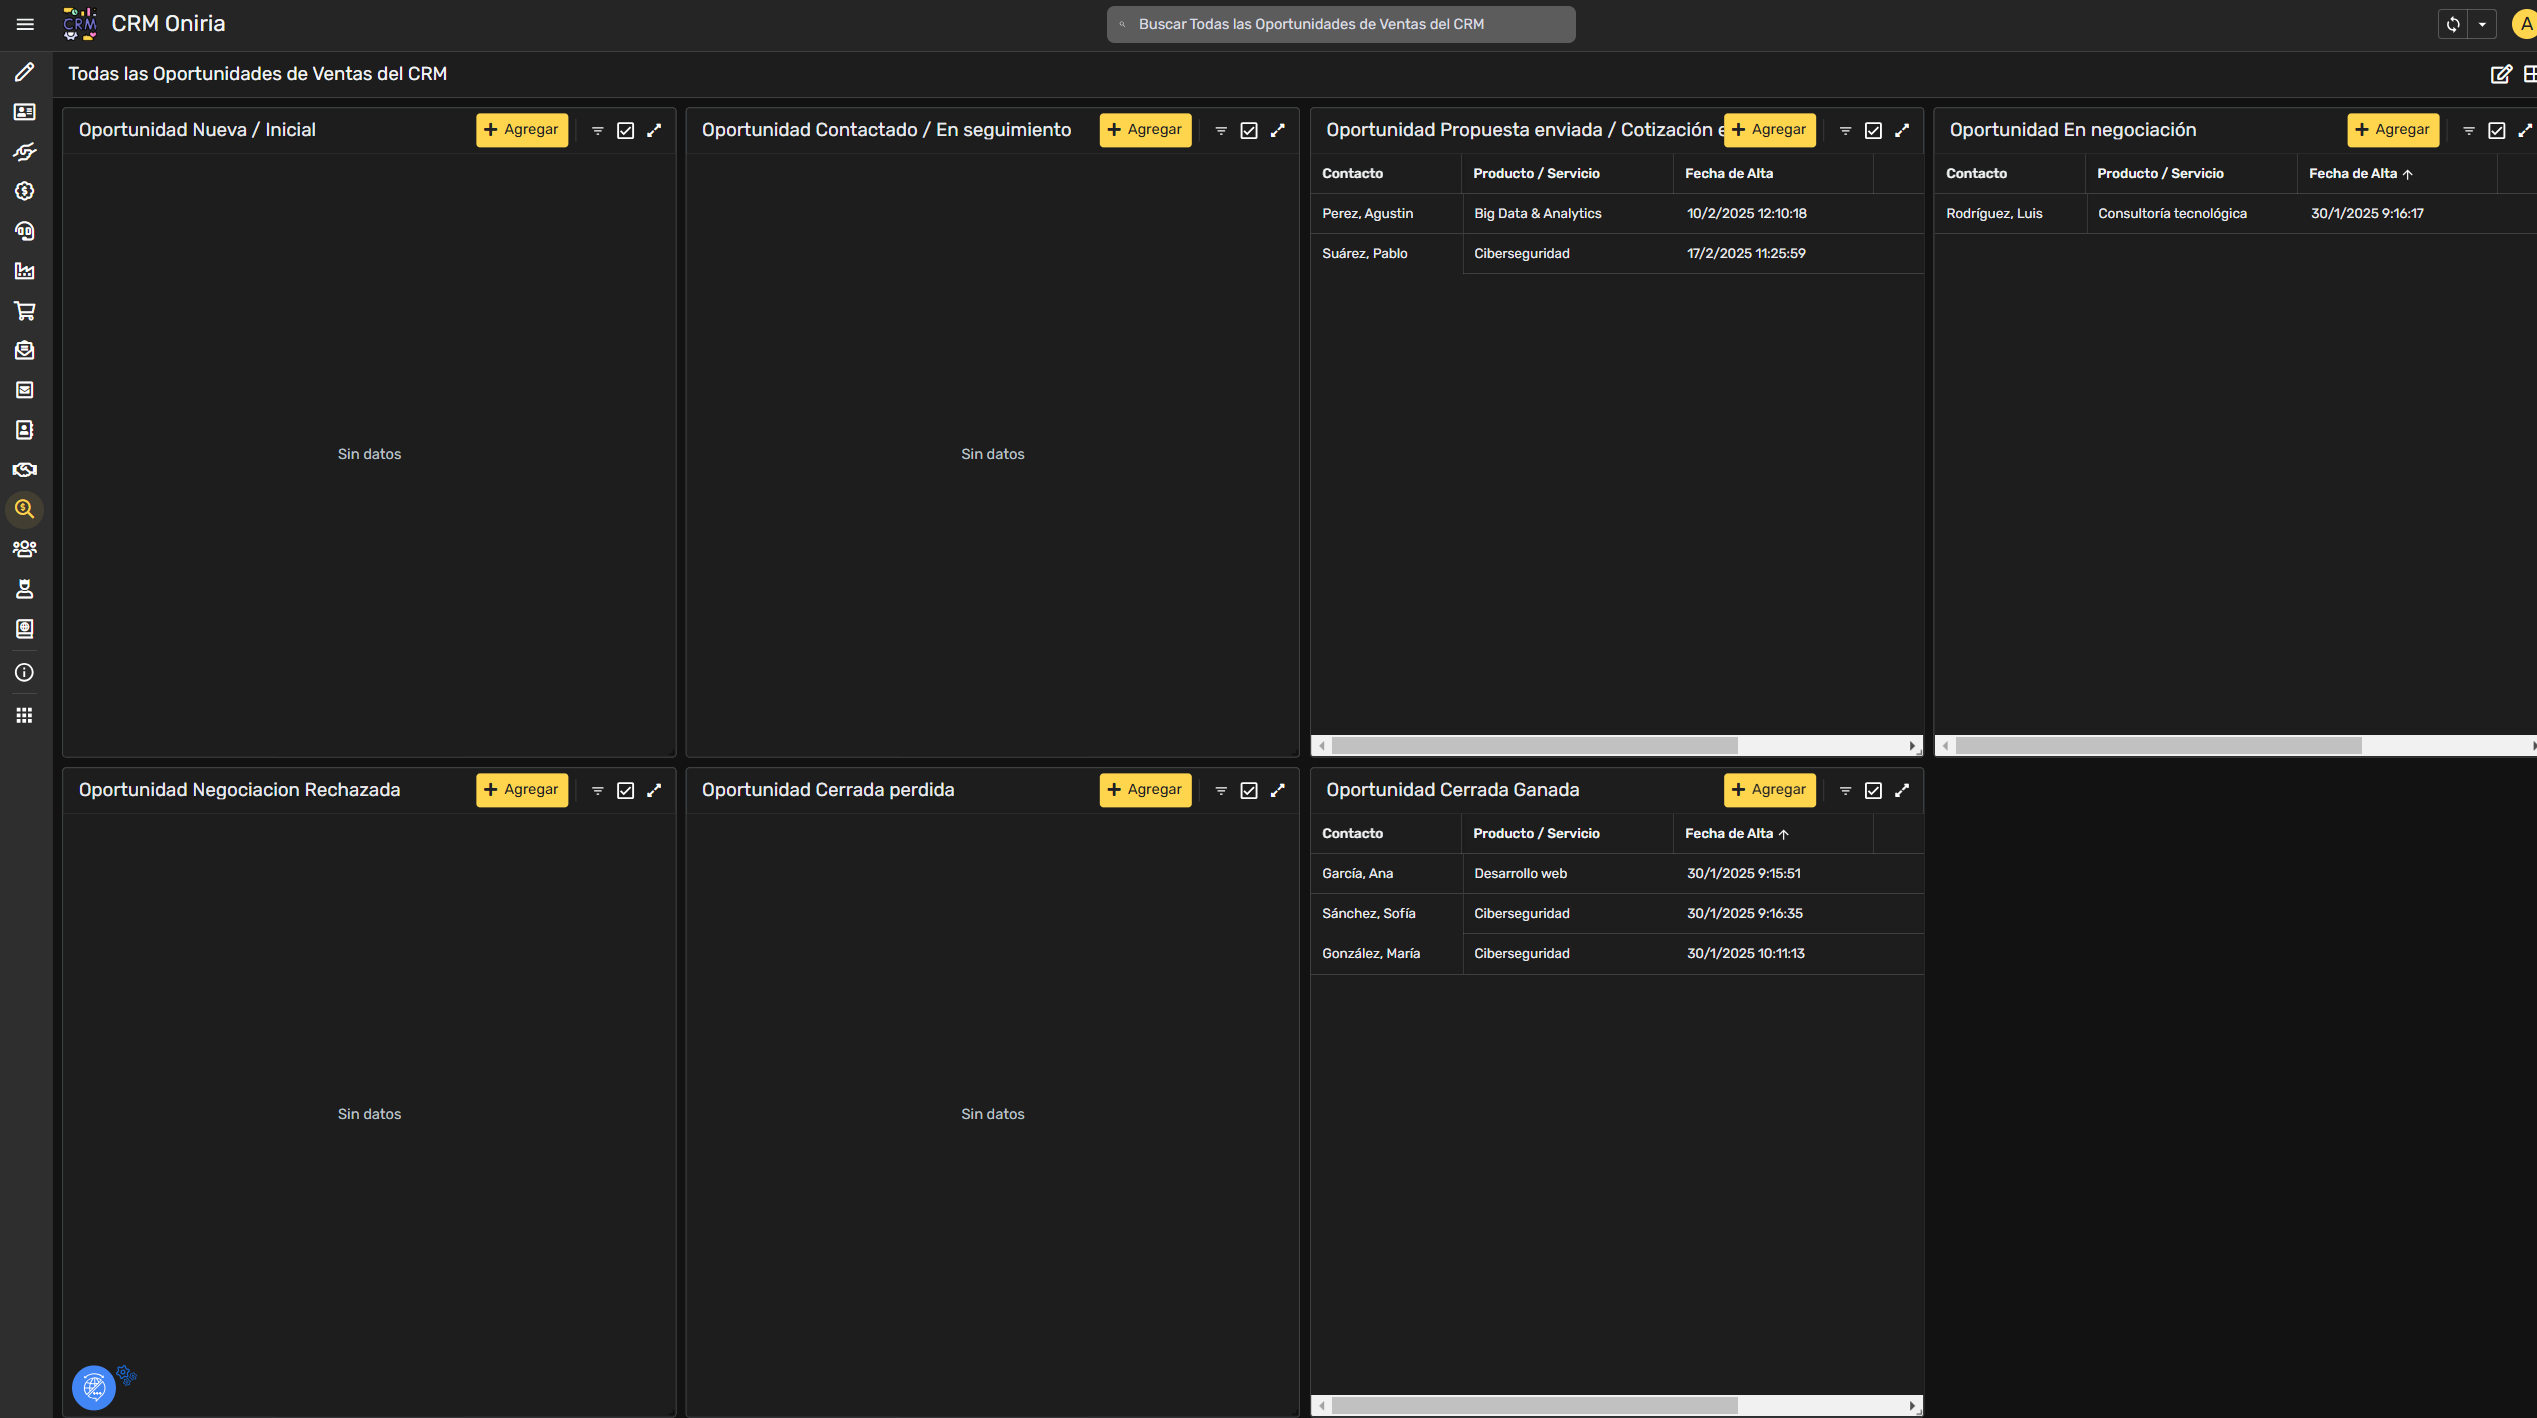 CRM Oniria
Buscar Todas las Oportunidades de Ventas del CRM
A
Todas las Oportunidades de Ventas del CRM
Oportunidad Nueva / Inicial
Agregar
Sin datos
Oportunidad Contactado / En seguimiento
Agregar
Sin datos
Oportunidad Propuesta enviada / Cotización e
Agregar
Contacto Producto / Servicio Fecha de Alta
Perez, Agustin Big Data & Analytics 10/2/2025 12:10:18
Suárez, Pablo Ciberseguridad 17/2/2025 11:25:59
Oportunidad En negociación
Agregar
Contacto Producto / Servicio Fecha de Alta
Rodríguez, Luis Consultoría tecnológica 30/1/2025 9:16:17
Oportunidad Negociacion Rechazada
Agregar
Sin datos
Oportunidad Cerrada perdida
Agregar
Sin datos
Oportunidad Cerrada Ganada
Agregar
Contacto Producto / Servicio Fecha de Alta
García, Ana Desarrollo web 30/1/2025 9:15:51
Sánchez, Sofía Ciberseguridad 30/1/2025 9:16:35
González, María Ciberseguridad 30/1/2025 10:11:13